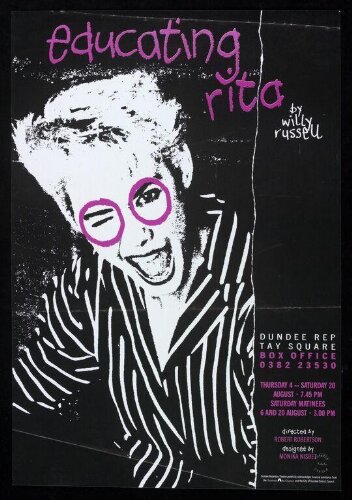 educating
rita
by
willy
russell
DUNDEE REP
TAY SQUARE
BOX OFFICE
0382 23530
THURSDAY 4 — SATURDAY 20
AUGUST · 7.45 PM
SATURDAY MATINEES
6 AND 20 AUGUST · 3.00 PM
directed by
ROBERT ROBERTSON
designed by
MONIKA NISBET